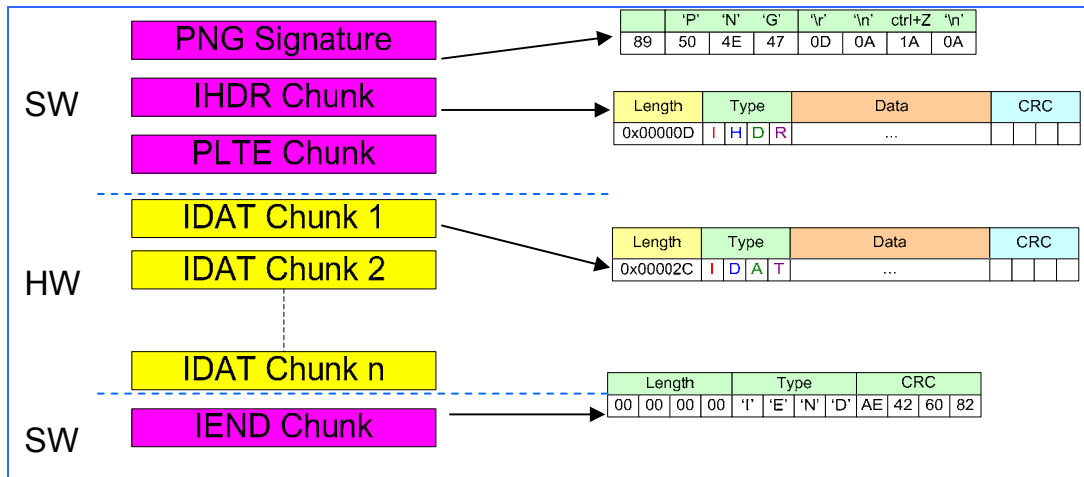 PNG Signature
'P' 'N' 'G' '\r' '\n' ctrl+Z '\n'
89 50 4E 47 0D 0A 1A 0A
SW
IHDR Chunk
Length Type Data CRC
0x00000D I H D R ...
PLTE Chunk
HW
IDAT Chunk 1
Length Type Data CRC
0x00002C I D A T ...
IDAT Chunk 2
IDAT Chunk n
SW
IEND Chunk
Length Type CRC
00 00 00 00 'I' 'E' 'N' 'D' AE 42 60 82